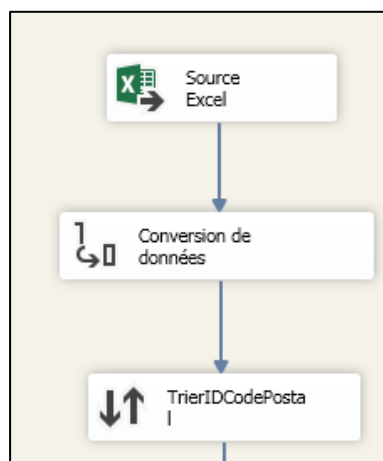 Source
Excel
Conversion de
données
TrierIDCodePosta
l